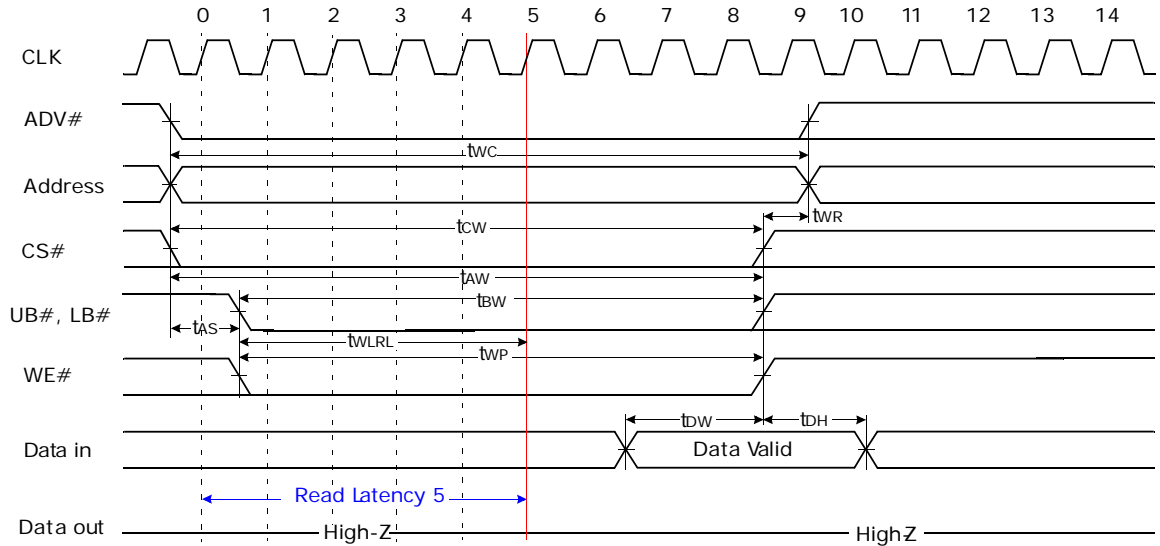 0 1 2 3 4 5 6 7 8 9 10 11 12 13 14
CLK
ADV#
tWC
Address
tWR
tCW
CS#
tAW
tBW
UB#, LB#
tAS
tWLRL
tWP
WE#
tDW tDH
Data in Data Valid
Read Latency 5
Data out High-Z High-Z